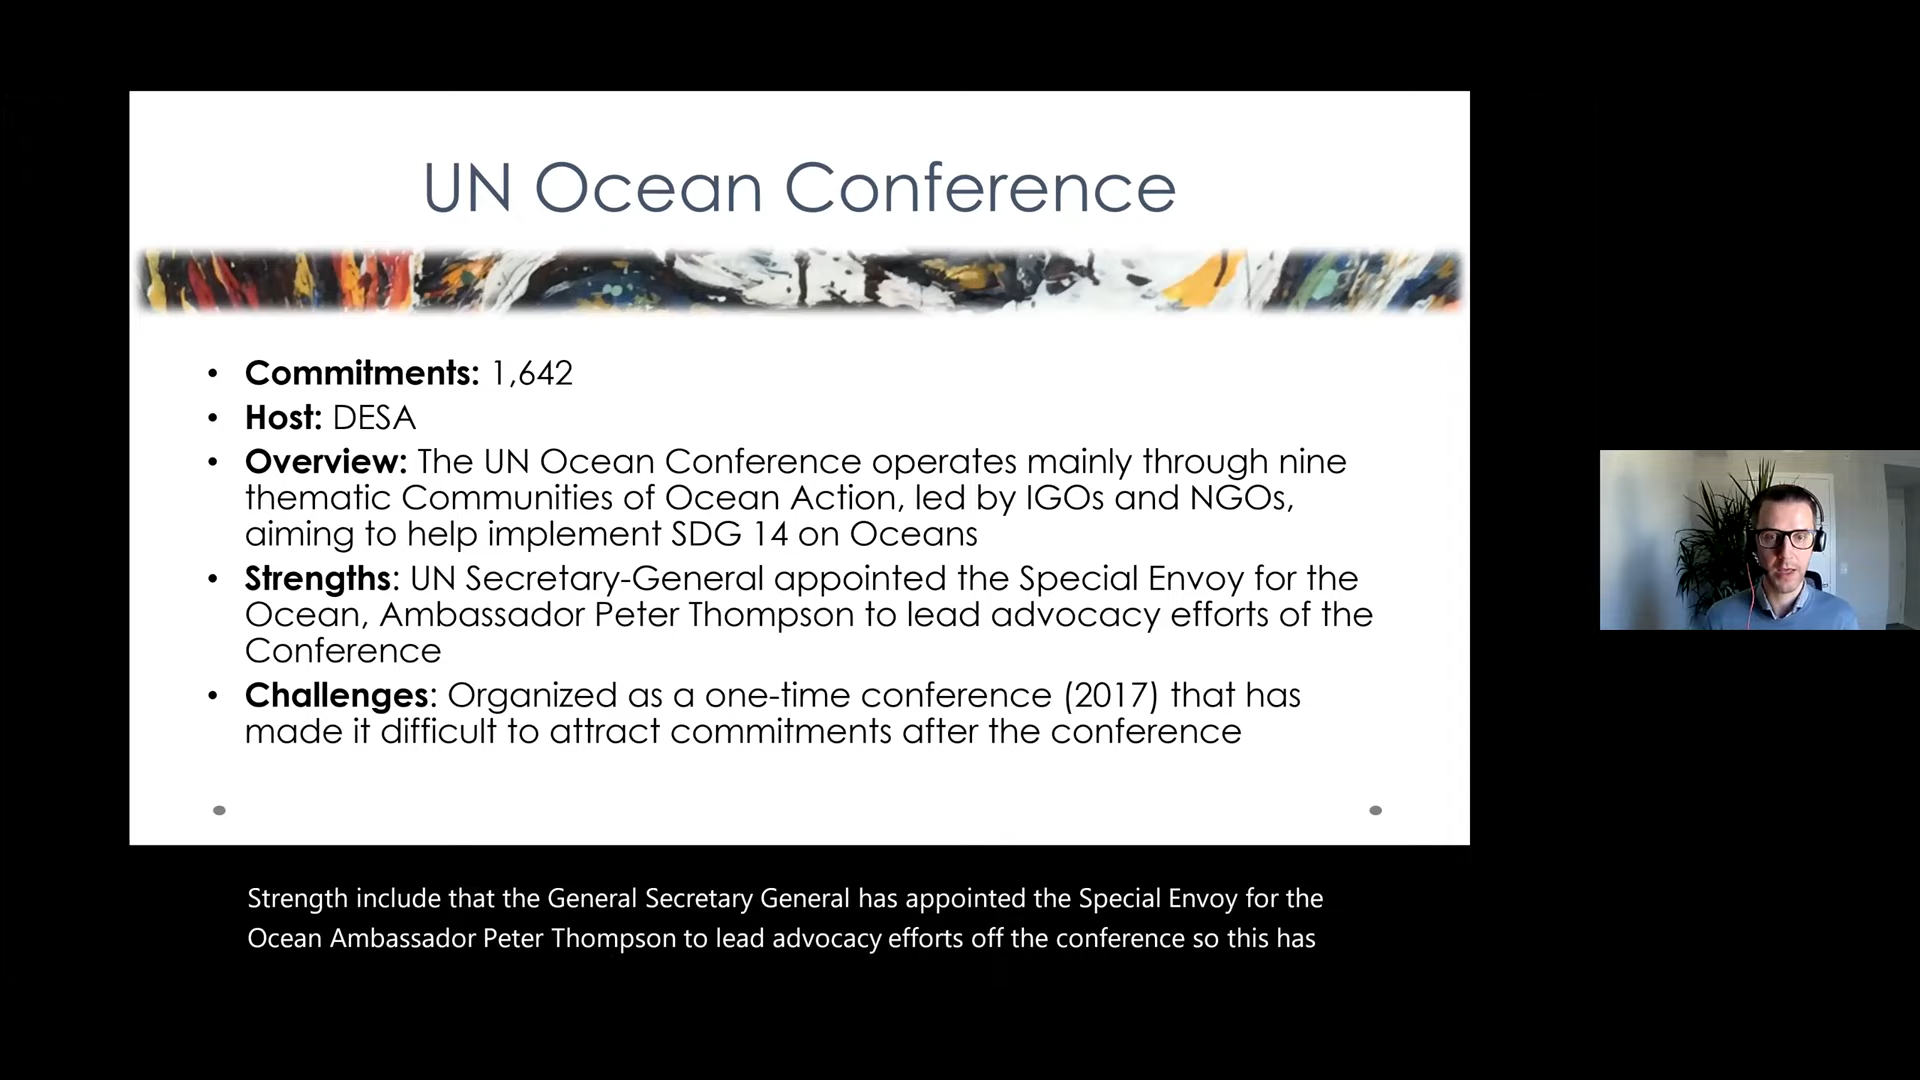 UN Ocean Conference
• Commitments: 1,642
• Host: DESA
• Overview: The UN Ocean Conference operates mainly through nine
thematic Communities of Ocean Action, led by IGOs and NGOs,
aiming to help implement SDG 14 on Oceans
• Strengths: UN Secretary-General appointed the Special Envoy for the
Ocean, Ambassador Peter Thompson to lead advocacy efforts of the
Conference
• Challenges: Organized as a one-time conference (2017) that has
made it difficult to attract commitments after the conference
Strength include that the General Secretary General has appointed the Special Envoy for the
Ocean Ambassador Peter Thompson to lead advocacy efforts off the conference so this has